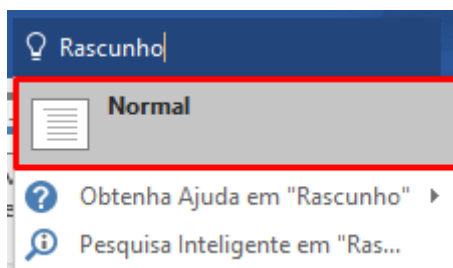 Rascunho
Normal
Obtenha Ajuda em "Rascunho"
Pesquisa Inteligente em "Ras...